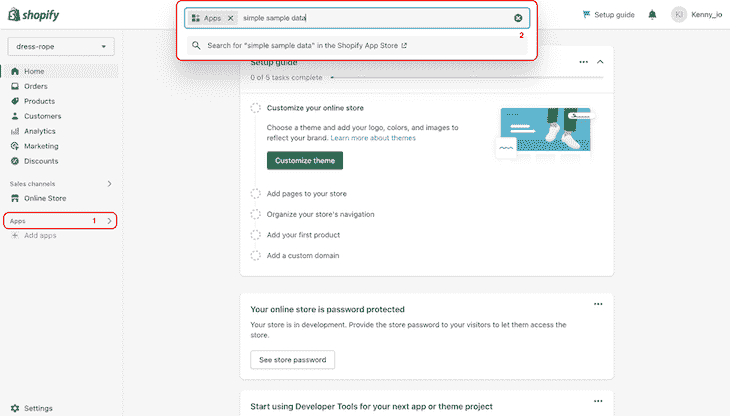 shopify
Apps
simple sample data
2
Search for "simple sample data" in the Shopify App Store
Setup guide
KJ
Kenny_io
dress-rope
Home
Orders
Products
Customers
Analytics
Marketing
Discounts
Sales channels
Online Store
Apps
1
Add apps
Settings
Setup guide
0 of 5 tasks complete
Customize your online store
Choose a theme and add your logo, colors, and images to
reflect your brand. Learn more about themes
Customize theme
Add pages to your store
Organize your store's navigation
Add your first product
Add a custom domain
Your online store is password protected
Your store is in development. Provide the store password to your visitors to let them access the
store.
See store password
Start using Developer Tools for your next app or theme project